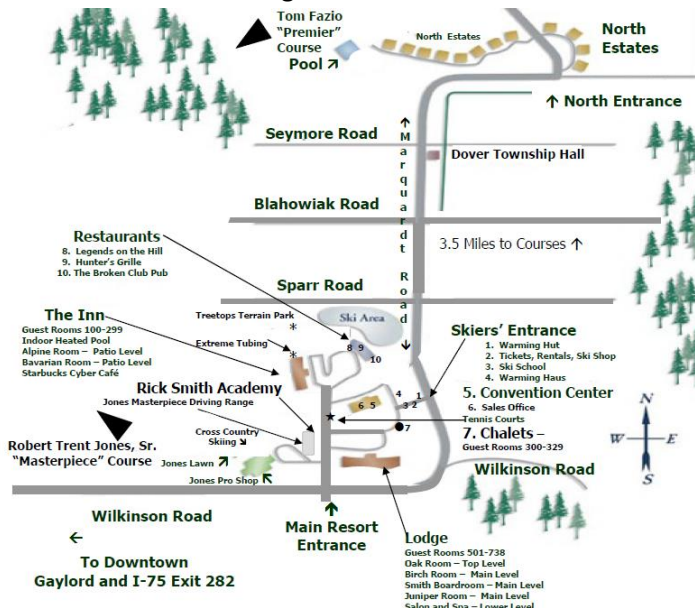 Tom Fazio
"Premier"
Course
Pool ↗
North Estates
North
Estates
↑ North Entrance
Seymore Road
Dover Township Hall
↑ Marquardt Road ↓
Blahowiak Road
3.5 Miles to Courses ↑
Restaurants
8. Legends on the Hill
9. Hunter's Grille
10. The Broken Club Pub
Sparr Road
The Inn
Guest Rooms 100-299
Indoor Heated Pool
Alpine Room – Patio Level
Bavarian Room – Patio Level
Starbucks Cyber Café
Treetops Terrain Park
*
Extreme Tubing
*
Ski Area
8 9
10
Skiers' Entrance
1. Warming Hut
2. Tickets, Rentals, Ski Shop
3. Ski School
4. Warming Haus
4 1
3 2
6 5
7
5. Convention Center
6. Sales Office
Tennis Courts
7. Chalets –
Guest Rooms 300-329
Rick Smith Academy
Jones Masterpiece Driving Range
Cross Country
Skiing ↘
Robert Trent Jones, Sr.
"Masterpiece" Course
Jones Lawn ↗
Jones Pro Shop ↖
N
W E
S
Wilkinson Road
Wilkinson Road
↑
Main Resort
Entrance
←
To Downtown
Gaylord and I-75 Exit 282
Lodge
Guest Rooms 501-738
Oak Room – Top Level
Birch Room – Main Level
Smith Boardroom – Main Level
Juniper Room – Main Level
Salon and Spa – Lower Level